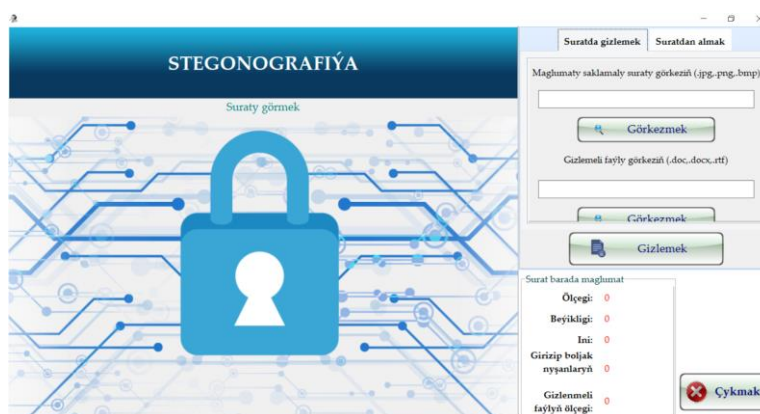 STEGONOGRAFIÝA
Suraty görmek
Suratda gizlemek
Suratdan almak
Maglumaty saklamaly suraty görkeziň (.jpg,.png,.bmp)
Görkezmek
Gizlemeli faýly görkeziň (.doc,.docx,.rtf)
Görkezmek
Gizlemek
Surat barada maglumat
Ölçegi: 0
Beýikligi: 0
Ini: 0
Girizip boljak
nyşanlaryň 0
Gizlenmeli
faýlyň ölçegi: 0
Çykmak